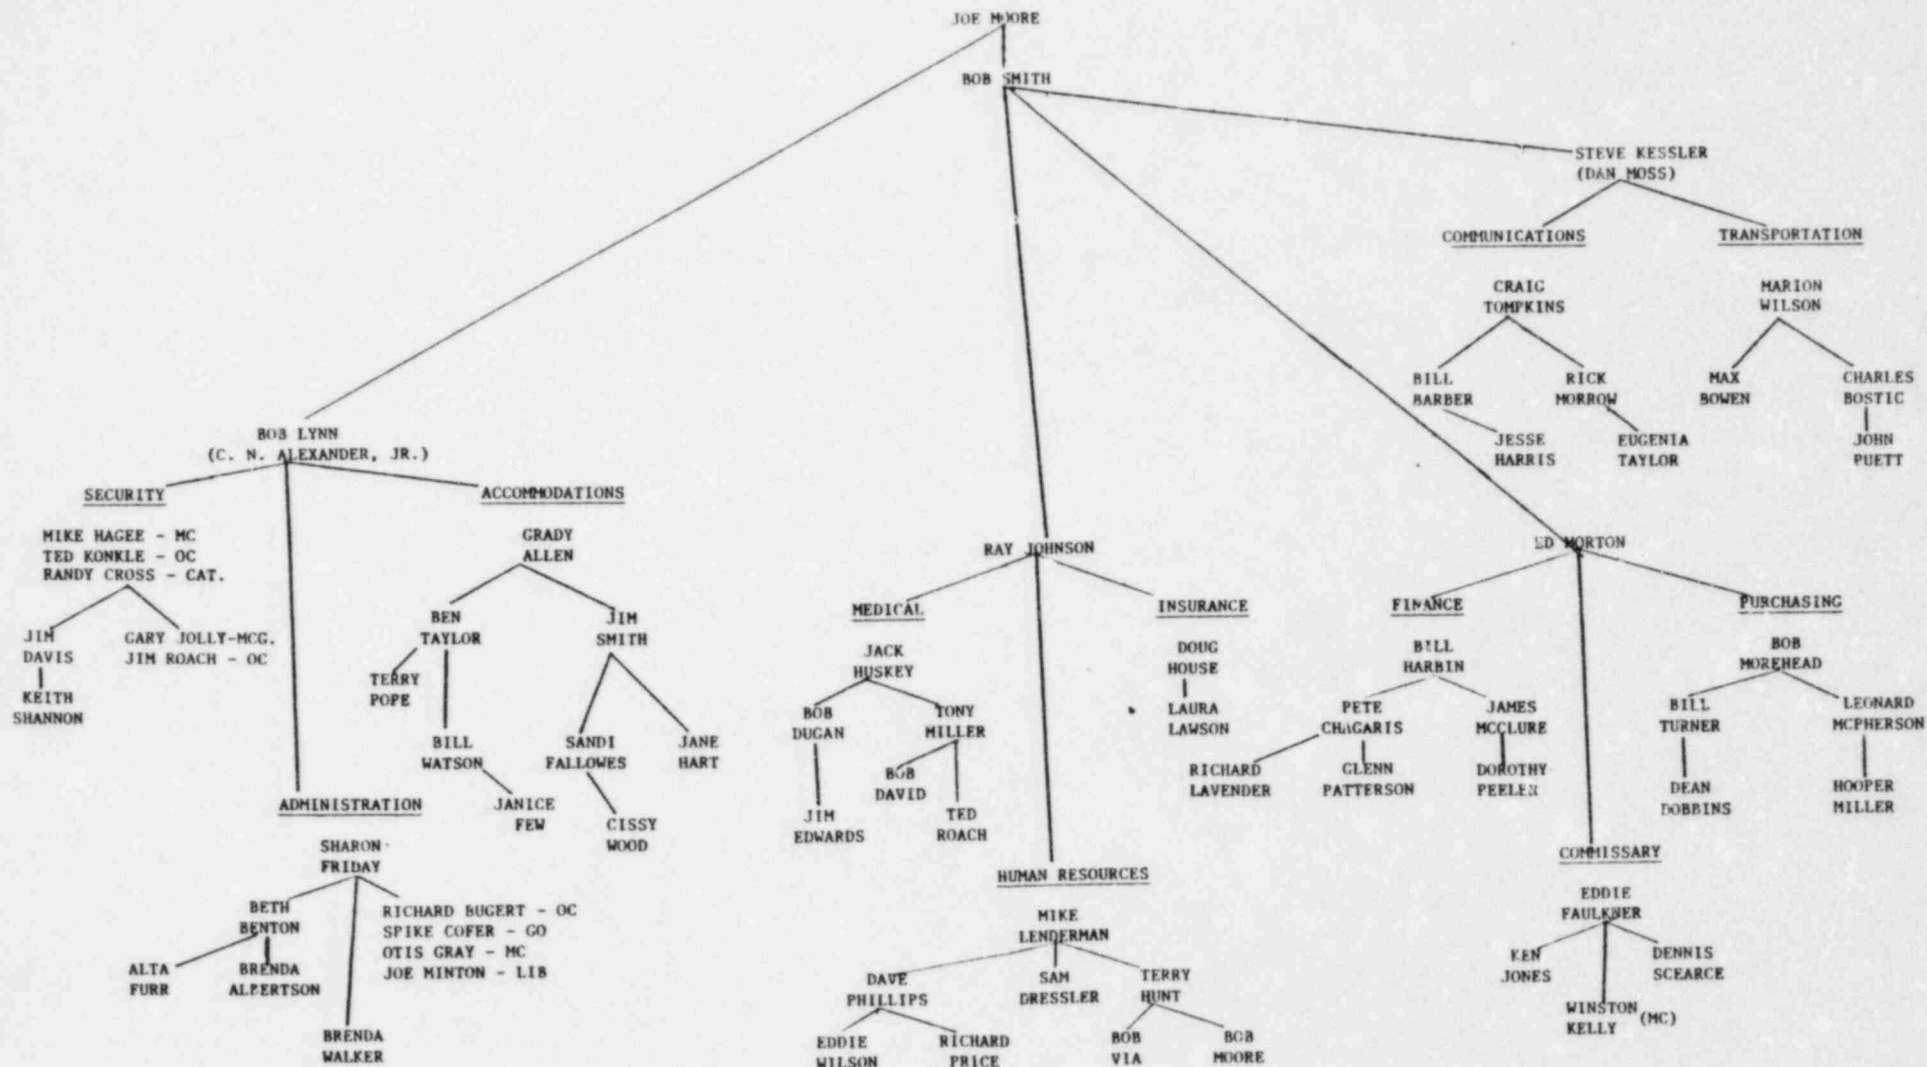 JOE MOORE
BOB SMITH
STEVE KESSLER
(DAN MOSS)
COMMUNICATIONS
TRANSPORTATION
CRAIG
TOMPKINS
MARION
WILSON
BILL
BARBER
RICK
MORROW
MAX
BOWEN
CHARLES
BOSTIC
JESSE
HARRIS
EUGENIA
TAYLOR
JOHN
PUETT
BOB LYNN
(C. N. ALEXANDER, JR.)
SECURITY
ACCOMMODATIONS
MIKE HAGEE - MC
TED KONKLE - OC
RANDY CROSS - CAT.
JIM
DAVIS
GARY JOLLY-MCG.
JIM ROACH - OC
KEITH
SHANNON
GRADY
ALLEN
BEN
TAYLOR
JIM
SMITH
TERRY
POPE
BILL
WATSON
SANDI
FALLOWES
JANE
HART
JANICE
FEW
CISSY
WOOD
ADMINISTRATION
SHARON
FRIDAY
BETH
BENTON
RICHARD BUGERT - OC
SPIKE COFER - GO
OTIS GRAY - MC
JOE MINTON - LIB
ALTA
FURR
BRENDA
ALBERTSON
BRENDA
WALKER
RAY JOHNSON
MEDICAL
INSURANCE
JACK
HUSKEY
DOUG
HOUSE
BOB
DUGAN
TONY
MILLER
LAURA
LAWSON
BOB
DAVID
JIM
EDWARDS
TED
ROACH
HUMAN RESOURCES
MIKE
LENDERMAN
DAVE
PHILLIPS
SAM
DRESSLER
TERRY
HUNT
EDDIE
WILSON
RICHARD
PRICE
BOB
VIA
BOB
MOORE
ED MORTON
FINANCE
PURCHASING
BILL
HARBIN
BOB
MOREHEAD
PETE
CHAGARIS
JAMES
MCCLURE
BILL
TURNER
LEONARD
MCPHERSON
RICHARD
LAVENDER
GLENN
PATTERSON
DOROTHY
PEELER
DEAN
DOBBINS
HOOPER
MILLER
COMMISSARY
EDDIE
FAULKNER
KEN
JONES
DENNIS
SCEARCE
WINSTON (MC)
KELLY